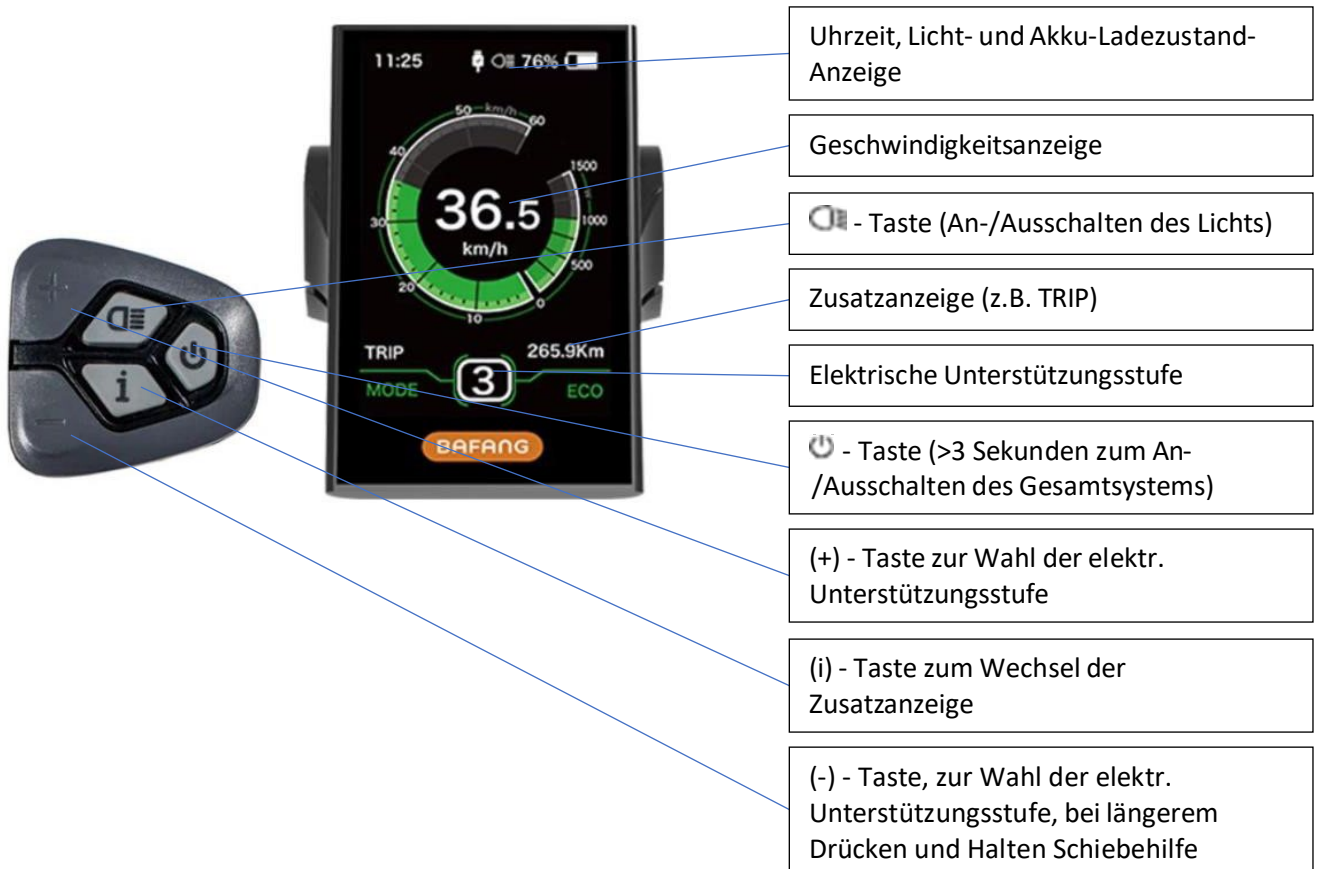 Uhrzeit, Licht- und Akku-Ladezustand-
Anzeige
Geschwindigkeitsanzeige
- Taste (An-/Ausschalten des Lichts)
Zusatzanzeige (z.B. TRIP)
Elektrische Unterstützungsstufe
- Taste (>3 Sekunden zum An-
/Ausschalten des Gesamtsystems)
(+) - Taste zur Wahl der elektr.
Unterstützungsstufe
(i) - Taste zum Wechsel der
Zusatzanzeige
(-) - Taste, zur Wahl der elektr.
Unterstützungsstufe, bei längerem
Drücken und Halten Schiebehilfe
11:25 76%
50 km/h 60
40
1500
W
30
36.5
1000
km/h
500
20
0
10
TRIP 265.9Km
MODE 3 ECO
BAFANG
+
i
-